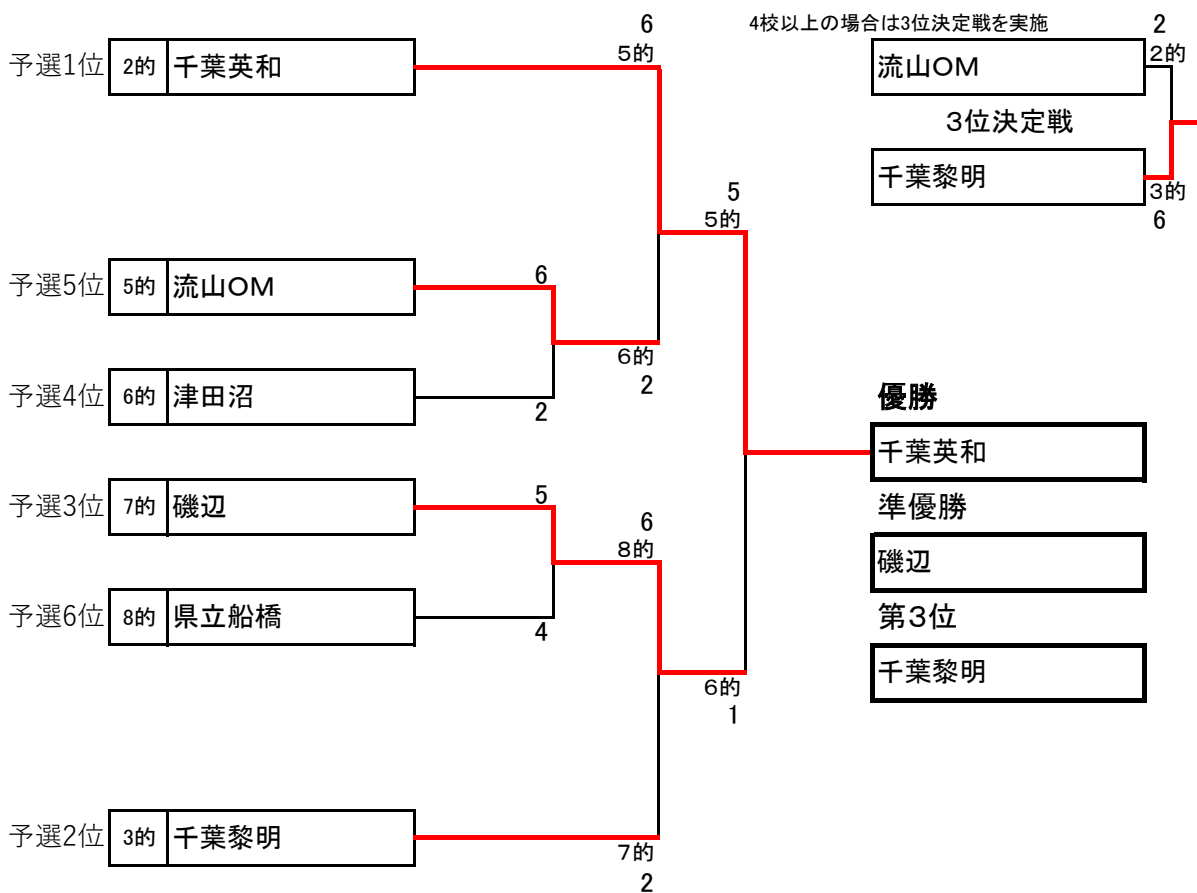 6
4校以上の場合は3位決定戦を実施
2
予選1位 2的 千葉英和
5的
流山OM
2的
3位決定戦
千葉黎明
3的
6
5
5的
予選5位 5的 流山OM
6
6的
2
予選4位 6的 津田沼
2
優勝
千葉英和
予選3位 7的 磯辺
5
6
8的
準優勝
磯辺
予選6位 8的 県立船橋
4
第3位
千葉黎明
6的
1
予選2位 3的 千葉黎明
7的
2